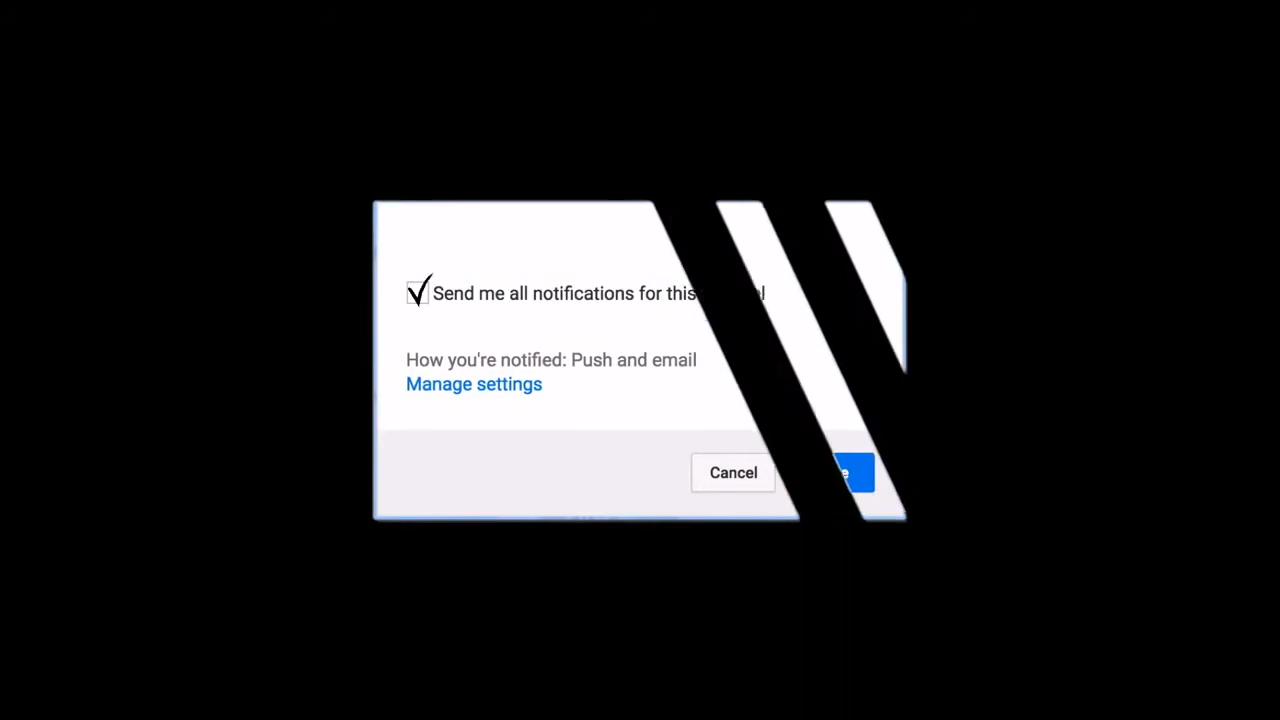 Send me all notifications for this
How you're notified: Push and email
Manage settings
Cancel